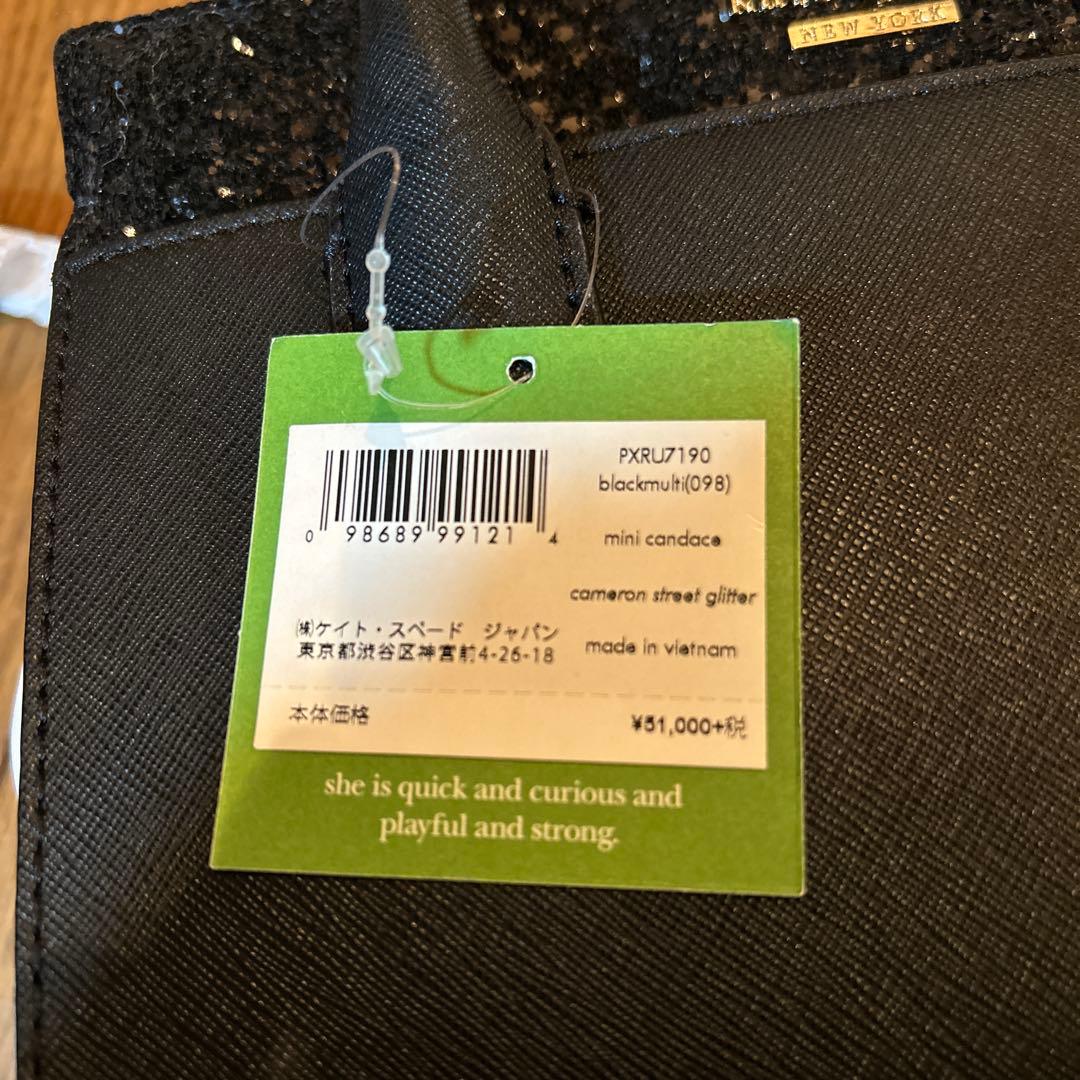 NEW YORK
PXRU7190
blackmulti(098)
0 98689 99121 4
mini candace
cameron street glitter
㈱ケイト・スペード ジャパン
東京都渋谷区神宮前4-26-18
made in vietnam
本体価格 ¥51,000+税
she is quick and curious and
playful and strong.